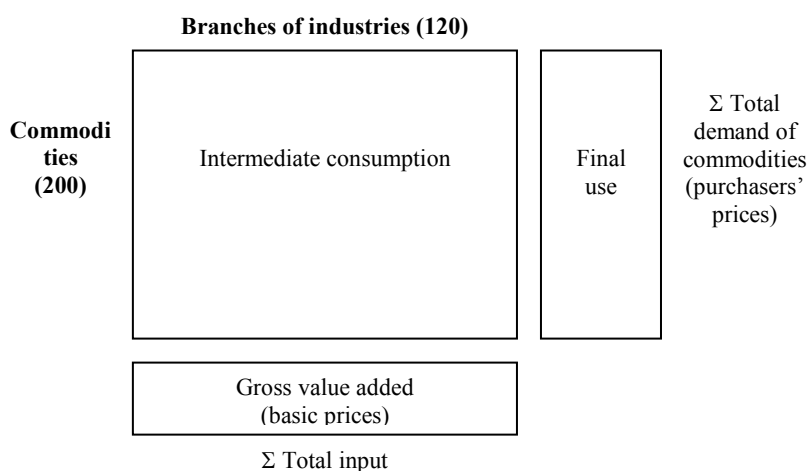 Branches of industries (120)
Commodi
ties
(200)
Intermediate consumption
Final
use
Σ Total
demand of
commodities
(purchasers’
prices)
Gross value added
(basic prices)
Σ Total input